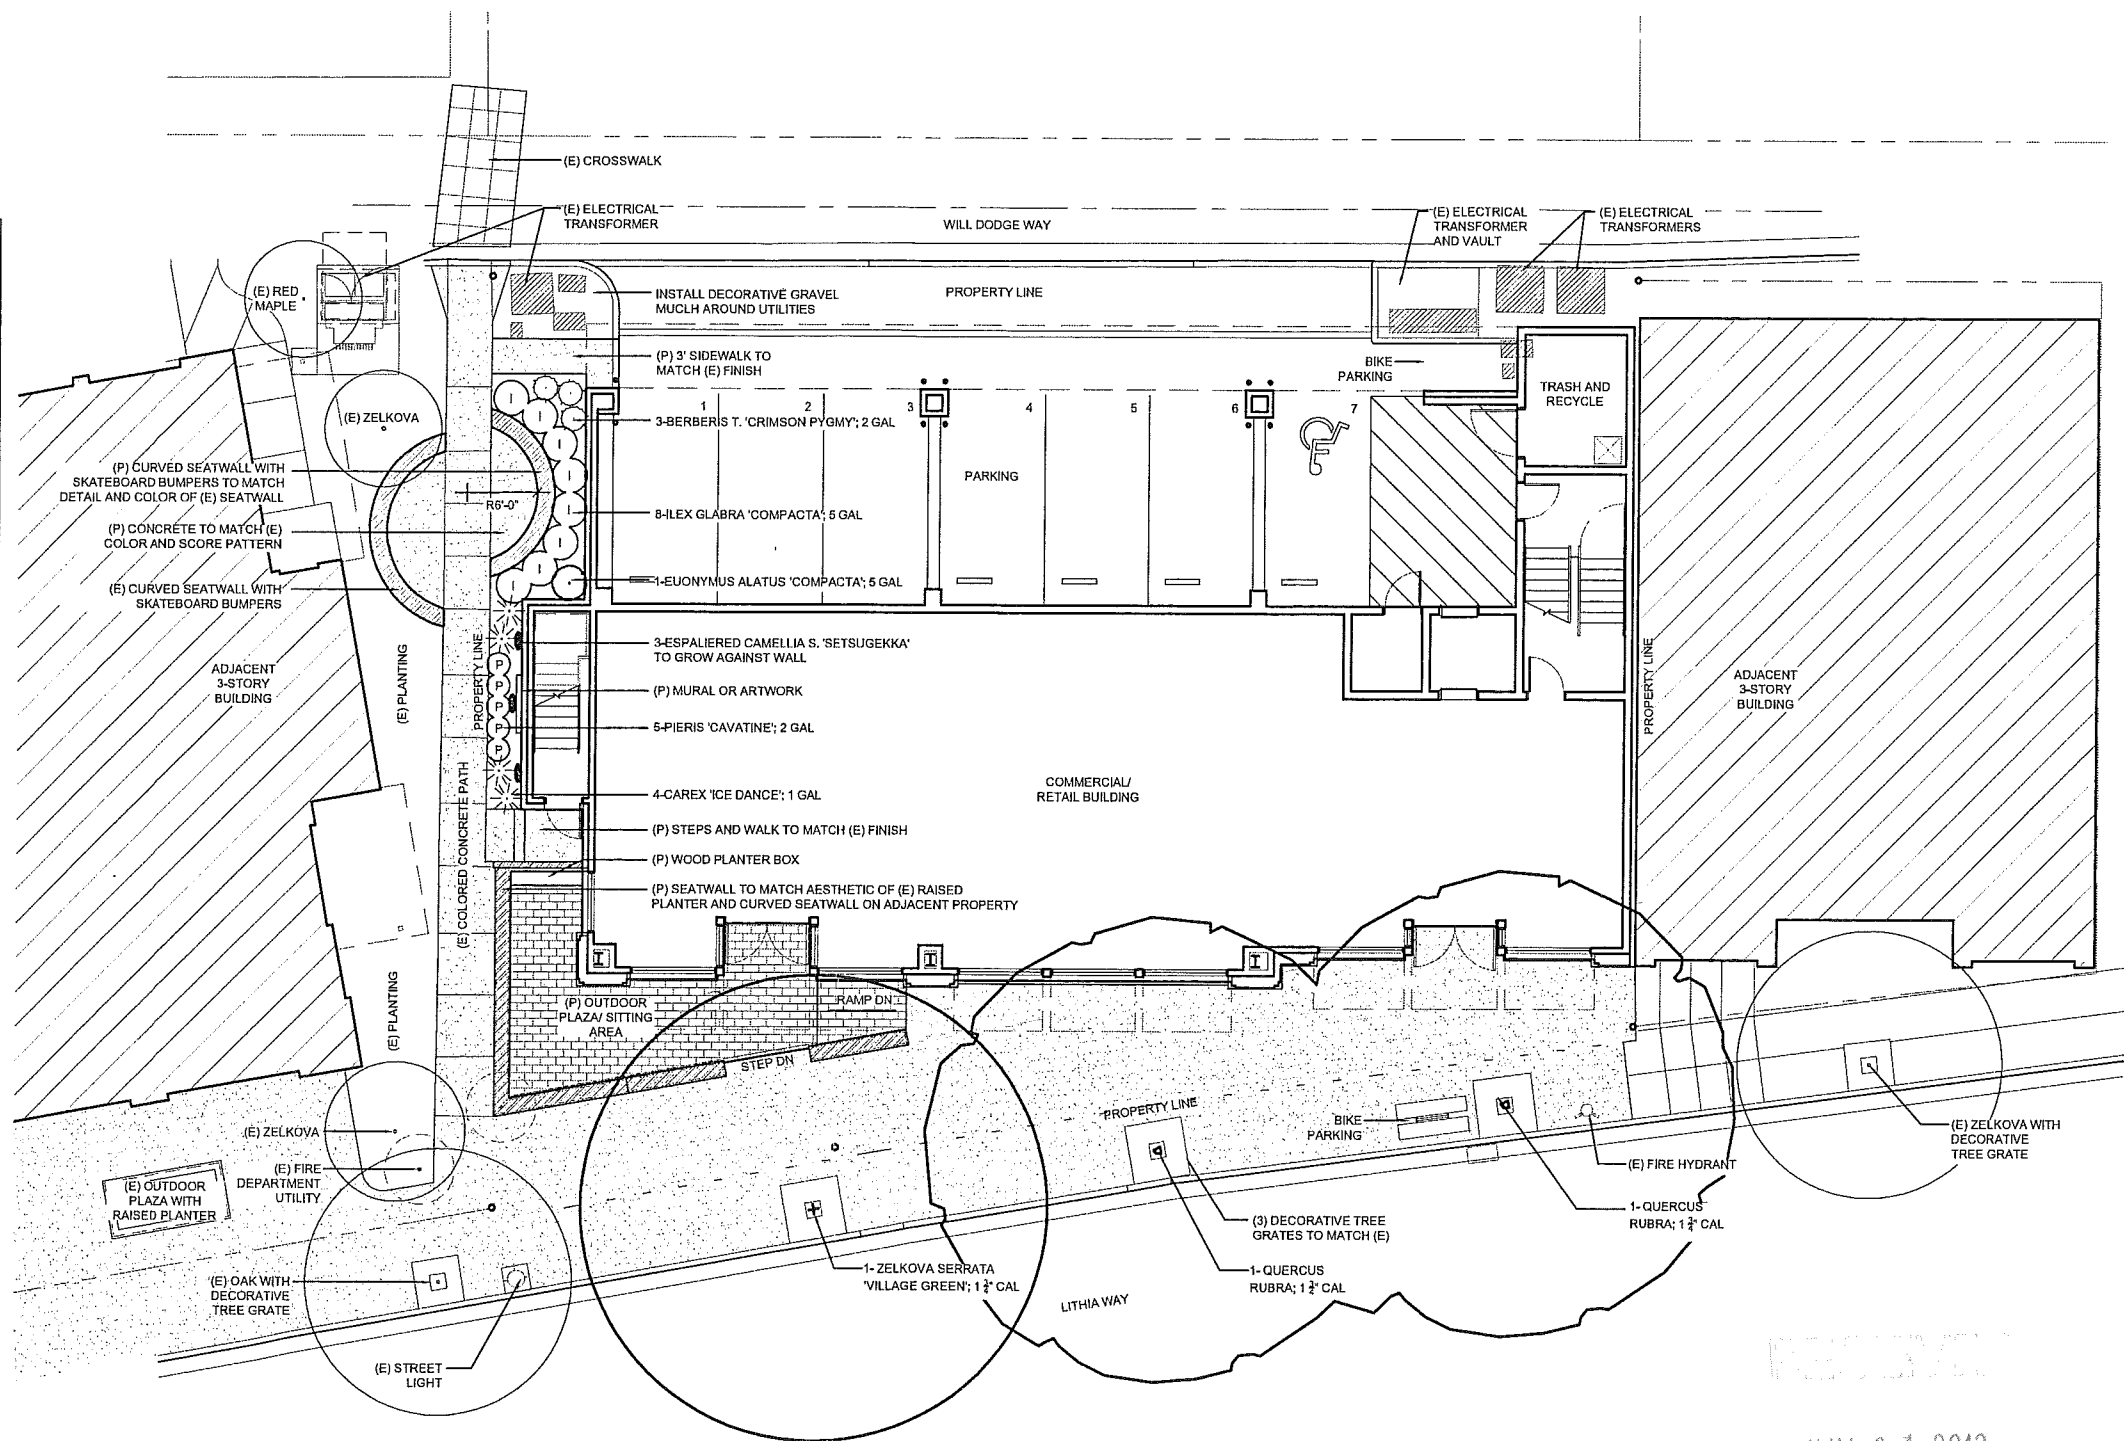 (E) CROSSWALK
(E) ELECTRICAL
TRANSFORMER
WILL DODGE WAY
(E) ELECTRICAL
TRANSFORMER
AND VAULT
(E) ELECTRICAL
TRANSFORMERS
(E) RED
MAPLE
INSTALL DECORATIVE GRAVEL
MUCLH AROUND UTILITIES
PROPERTY LINE
(P) 3' SIDEWALK TO
MATCH (E) FINISH
BIKE
PARKING
TRASH AND
RECYCLE
(E) ZELKOVA
1
2
3
4
5
6
7
3-BERBERIS T. 'CRIMSON PYGMY'; 2 GAL
(P) CURVED SEATWALL WITH
SKATEBOARD BUMPERS TO MATCH
DETAIL AND COLOR OF (E) SEATWALL
PARKING
R6'-0"
(P) CONCRETE TO MATCH (E)
COLOR AND SCORE PATTERN
8-ILEX GLABRA 'COMPACTA'; 5 GAL
(E) CURVED SEATWALL WITH
SKATEBOARD BUMPERS
1-EUONYMUS ALATUS 'COMPACTA'; 5 GAL
I
I
I
I
I
I
I
I
ADJACENT
3-STORY
BUILDING
(E) PLANTING
PROPERTY LINE
3-ESPALIERED CAMELLIA S. 'SETSUGEKKA'
TO GROW AGAINST WALL
(P) MURAL OR ARTWORK
P
P
P
P
P
5-PIERIS 'CAVATINE'; 2 GAL
PROPERTY LINE
ADJACENT
3-STORY
BUILDING
COMMERCIAL/
RETAIL BUILDING
4-CAREX 'ICE DANCE'; 1 GAL
(E) COLORED CONCRETE PATH
(P) STEPS AND WALK TO MATCH (E) FINISH
(P) WOOD PLANTER BOX
(P) SEATWALL TO MATCH AESTHETIC OF (E) RAISED
PLANTER AND CURVED SEATWALL ON ADJACENT PROPERTY
(E) PLANTING
(P) OUTDOOR
PLAZA/ SITTING
AREA
RAMP DN
STEP DN
PROPERTY LINE
BIKE
PARKING
(E) ZELKOVA
(E) FIRE
DEPARTMENT
UTILITY
(E) OUTDOOR
PLAZA WITH
RAISED PLANTER
(E) FIRE HYDRANT
(E) ZELKOVA WITH
DECORATIVE
TREE GRATE
1- QUERCUS
RUBRA; 1 3/4" CAL
(3) DECORATIVE TREE
GRATES TO MATCH (E)
1- ZELKOVA SERRATA
'VILLAGE GREEN'; 1 3/4" CAL
1- QUERCUS
RUBRA; 1 3/4" CAL
(E) OAK WITH
DECORATIVE
TREE GRATE
LITHIA WAY
(E) STREET
LIGHT